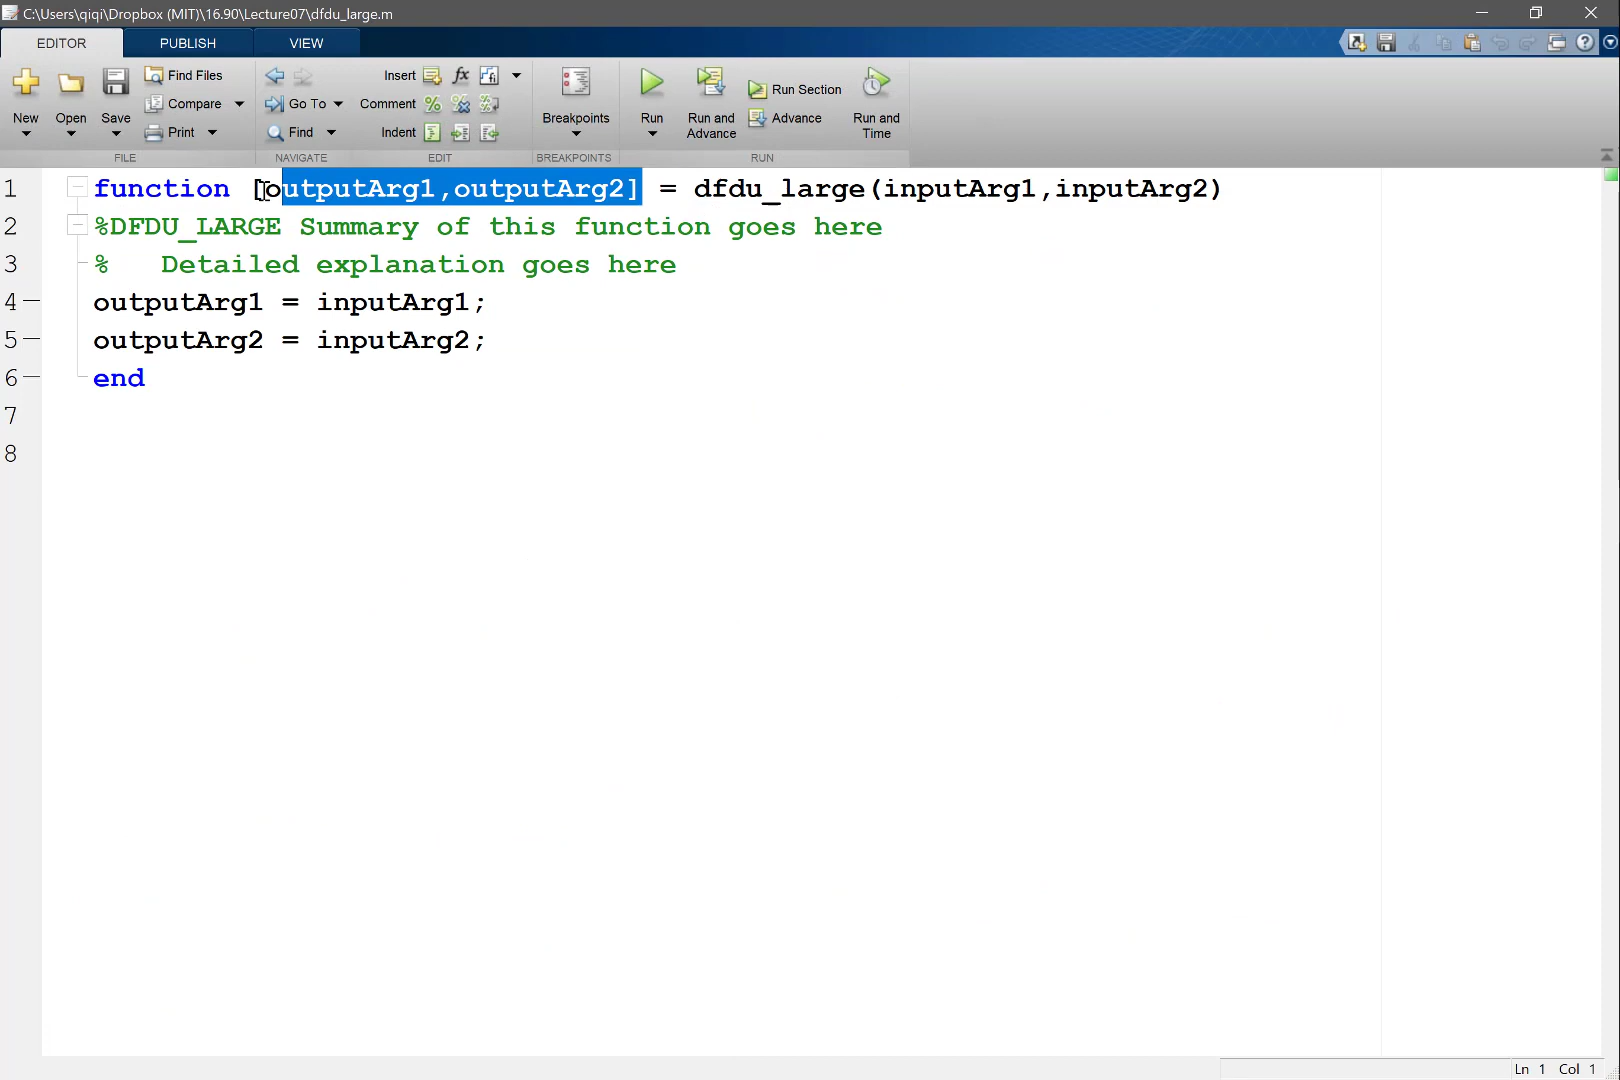 C:\Users\qiqi\Dropbox (MIT)\16.90\Lecture07\dfdu_large.m
EDITOR PUBLISH VIEW
Find Files Insert fx fi
New Open Save Compare Go To Comment Breakpoints Run Run and Advance Run Section Advance Run and Time
Print Find Indent
FILE NAVIGATE EDIT BREAKPOINTS RUN
1 function [outputArg1,outputArg2] = dfdu_large(inputArg1,inputArg2)
2 %DFDU_LARGE Summary of this function goes here
3 % Detailed explanation goes here
4 outputArg1 = inputArg1;
5 outputArg2 = inputArg2;
6 end
7
8
Ln 1 Col 1